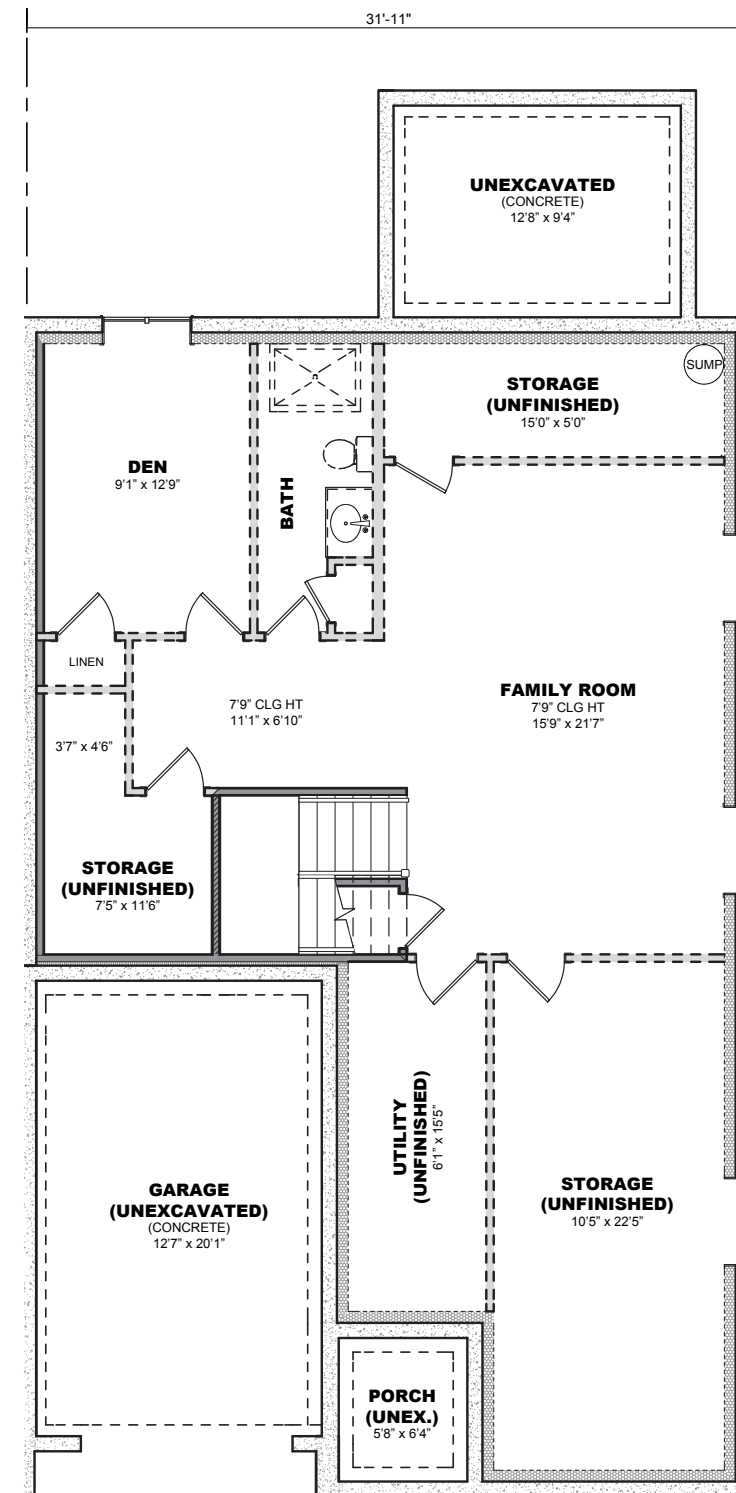 31'-11"
UNEXCAVATED
(CONCRETE)
12’8” x 9’4”
SUMP
STORAGE
(UNFINISHED)
15’0” x 5’0”
DEN
9’1” x 12’9”
BATH
LINEN
7’9” CLG HT
11’1” x 6’10”
FAMILY ROOM
7’9” CLG HT
15’9” x 21’7”
3’7” x 4’6”
STORAGE
(UNFINISHED)
7’5” x 11’6”
UTILITY
(UNFINISHED)
6’1” x 15’5”
GARAGE
(UNEXCAVATED)
(CONCRETE)
12’7” x 20’1”
STORAGE
(UNFINISHED)
10’5” x 22’5”
PORCH
(UNEX.)
5’8” x 6’4”